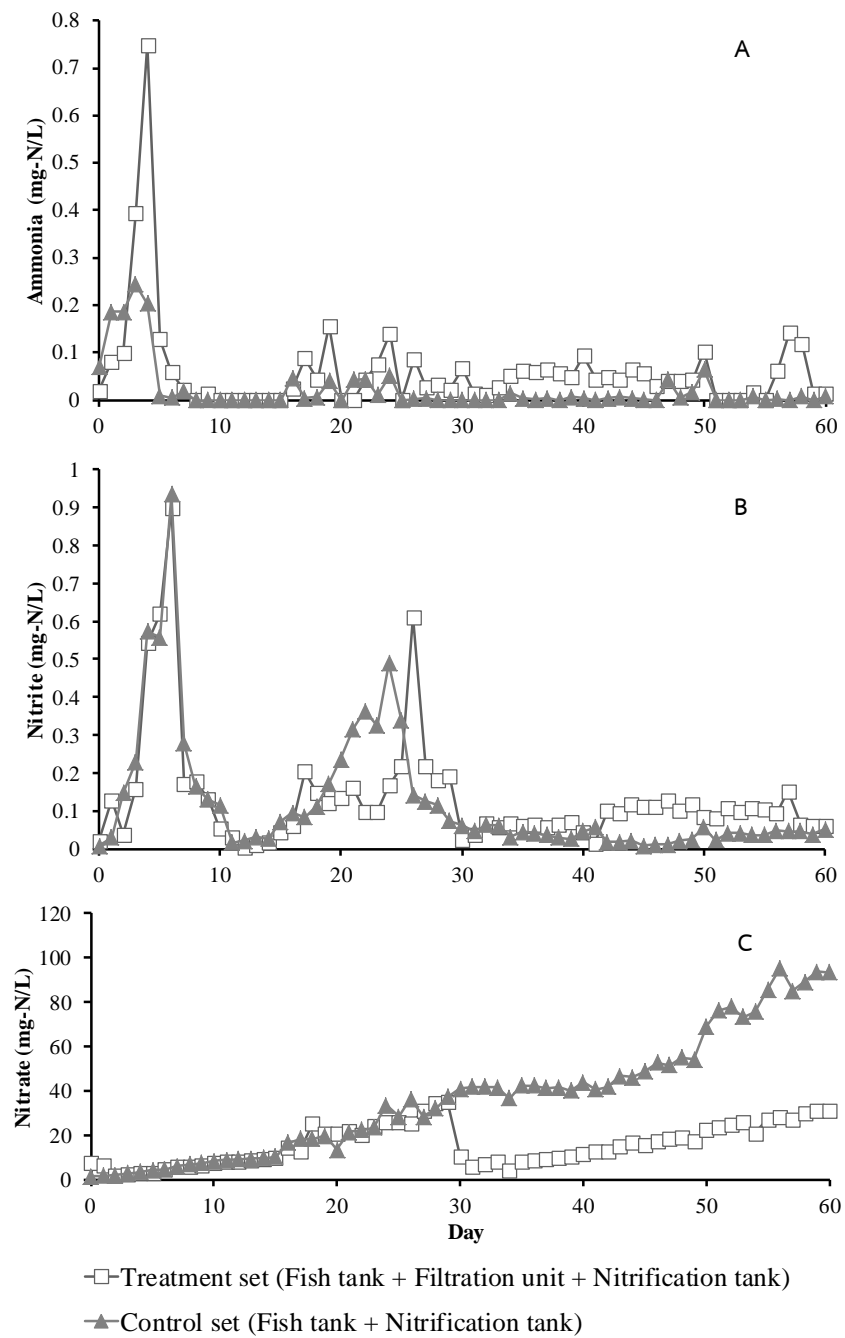 A
Ammonia (mg-N/L)
0.8
0.7
0.6
0.5
0.4
0.3
0.2
0.1
0
0 10 20 30 40 50 60
B
Nitrite (mg-N/L)
1
0.9
0.8
0.7
0.6
0.5
0.4
0.3
0.2
0.1
0
0 10 20 30 40 50 60
C
Nitrate (mg-N/L)
120
100
80
60
40
20
0
0 10 20 30 40 50 60
Day
Treatment set (Fish tank + Filtration unit + Nitrification tank)
Control set (Fish tank + Nitrification tank)